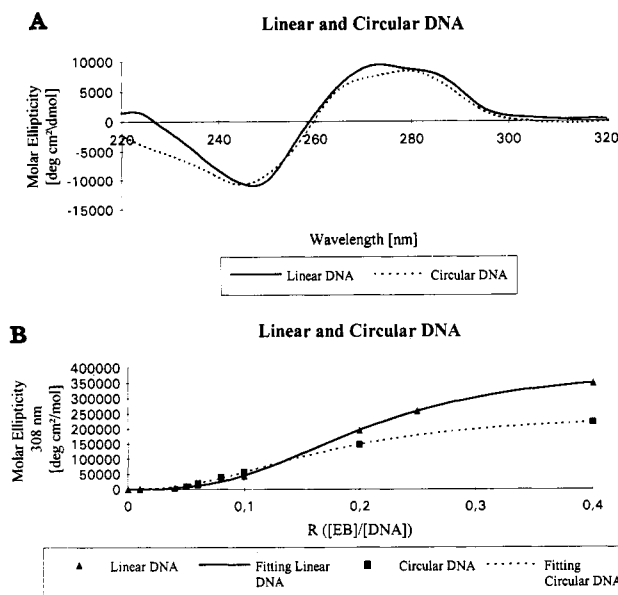 A
Linear and Circular DNA
Molar Ellipticity
[deg cm²\dmol]
10000
5000
0
-5000
-10000
-15000
220
240
260
280
300
320
Wavelength [nm]
Linear DNA
Circular DNA
B
Linear and Circular DNA
Molar Ellipticity
308 nm
[deg cm²/mol]
400000
350000
300000
250000
200000
150000
100000
50000
0
0
0,1
0,2
0,3
0,4
R ([EB]/[DNA])
Linear DNA
Fitting Linear
DNA
Circular DNA
Fitting
Circular DNA